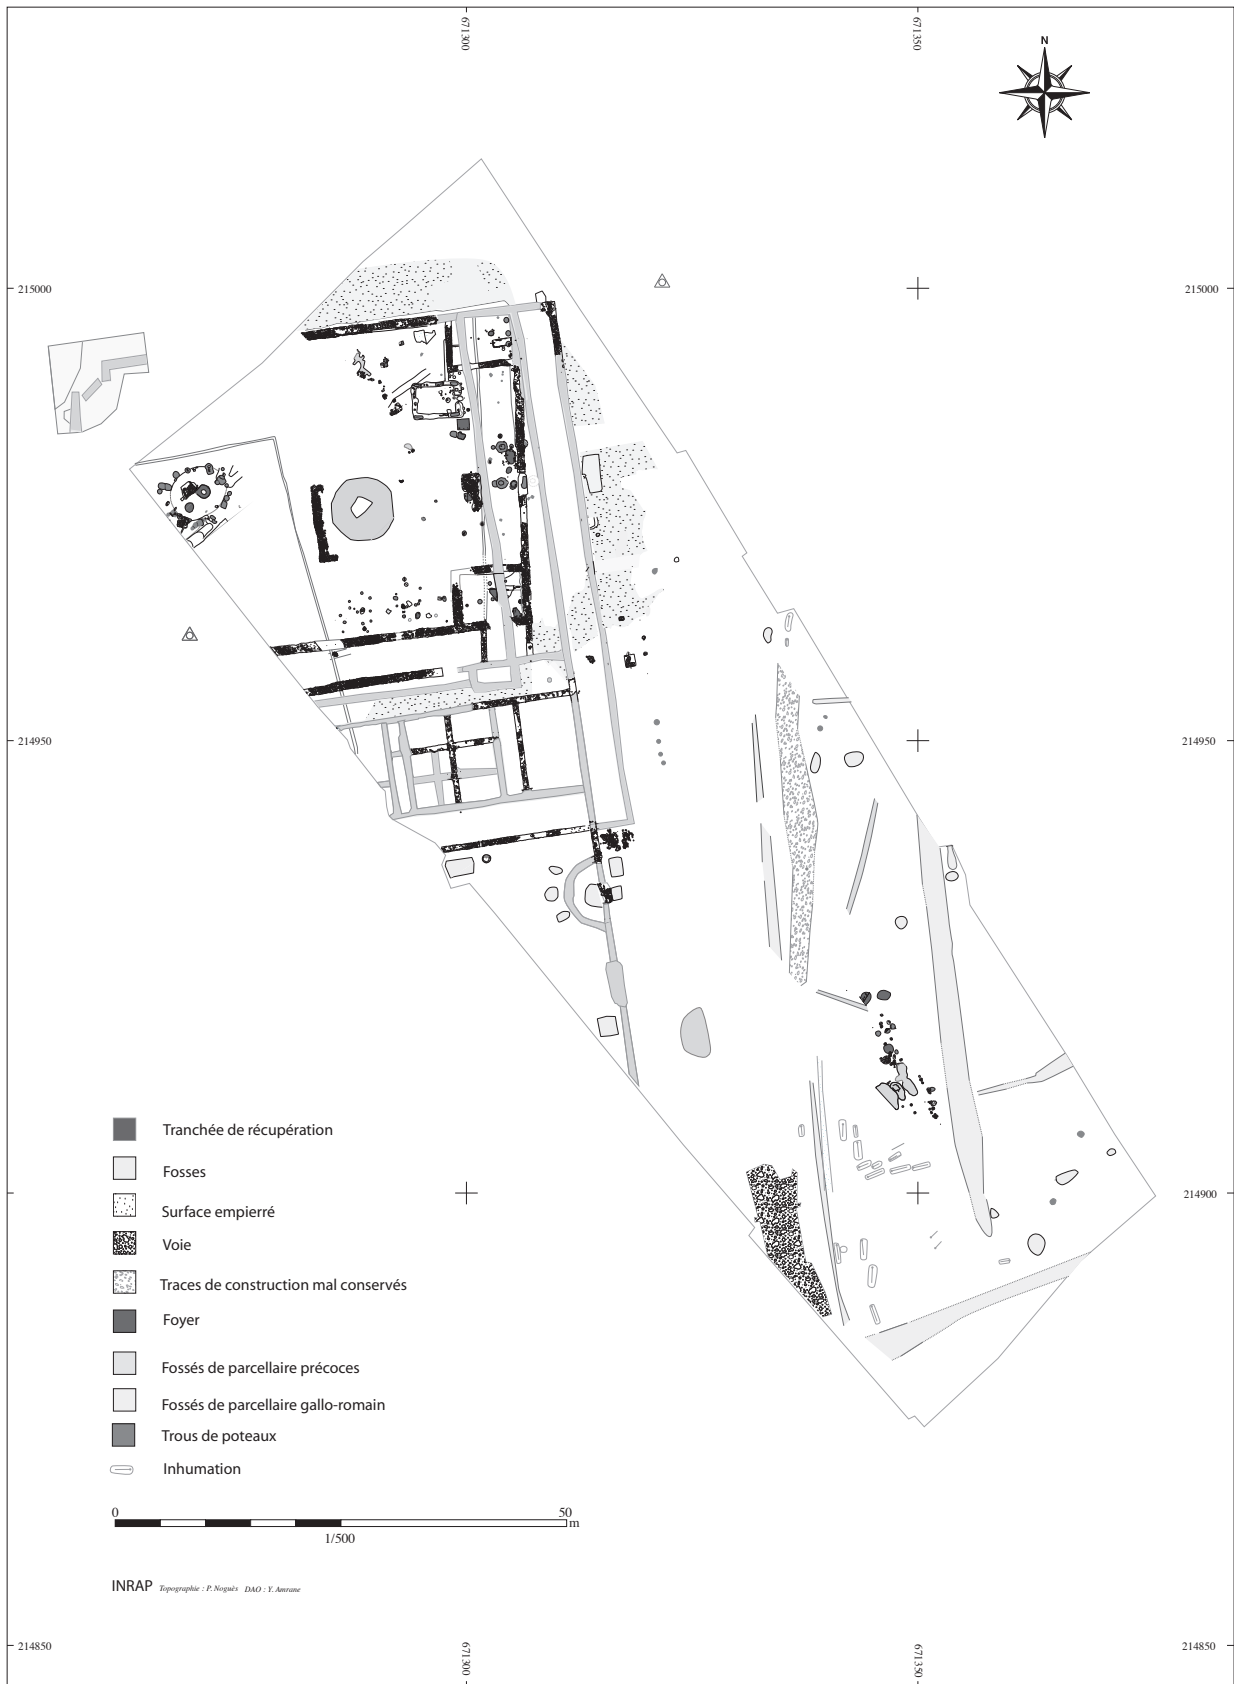 671300
671350
N
215000
215000
214950
214950
214900
Tranchée de récupération
Fosses
Surface empierré
Voie
Traces de construction mal conservés
Foyer
Fossés de parcellaire précoces
Fossés de parcellaire gallo-romain
Trous de poteaux
Inhumation
0 50
m
1/500
INRAP Topographie : P. Noguès DAO : Y. Amrane
214850
214850
671300
671350